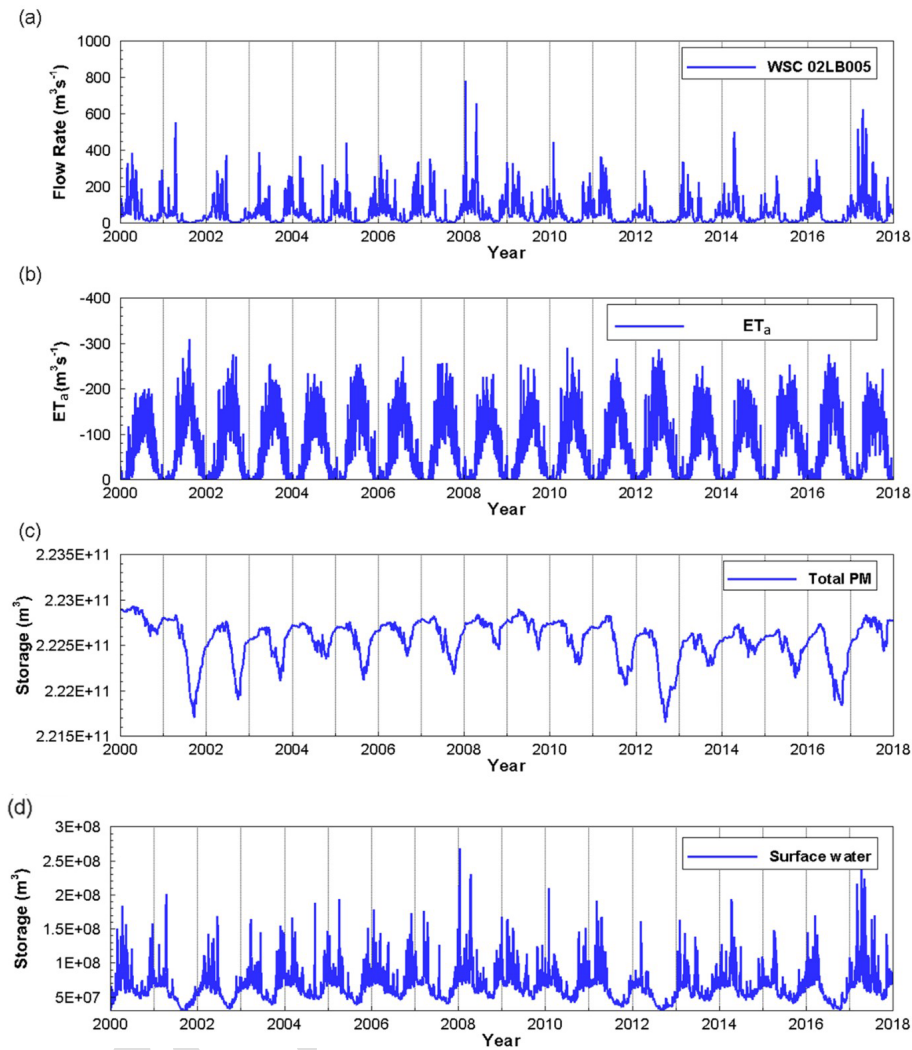 (a)
1000
800
600
400
200
0
Flow Rate (m³s⁻¹)
WSC 02LB005
2000 2002 2004 2006 2008 2010 2012 2014 2016 2018
Year
(b)
-400
-300
-200
-100
0
ETₐ(m³s⁻¹)
ETₐ
2000 2002 2004 2006 2008 2010 2012 2014 2016 2018
Year
(c)
2.235E+11
2.23E+11
2.225E+11
2.22E+11
2.215E+11
Storage (m³)
Total PM
2000 2002 2004 2006 2008 2010 2012 2014 2016 2018
Year
(d)
3E+08
2.5E+08
2E+08
1.5E+08
1E+08
5E+07
Storage (m³)
Surface water
2000 2002 2004 2006 2008 2010 2012 2014 2016 2018
Year